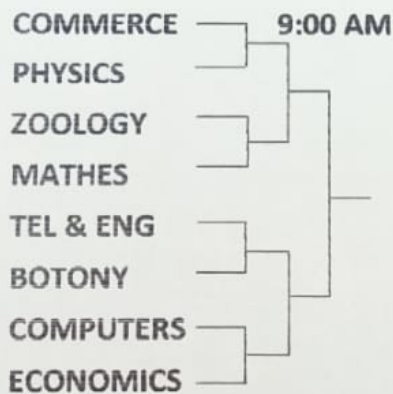 COMMERCE 9:00 AM
PHYSICS
ZOOLOGY
MATHES
TEL & ENG
BOTONY
COMPUTERS
ECONOMICS